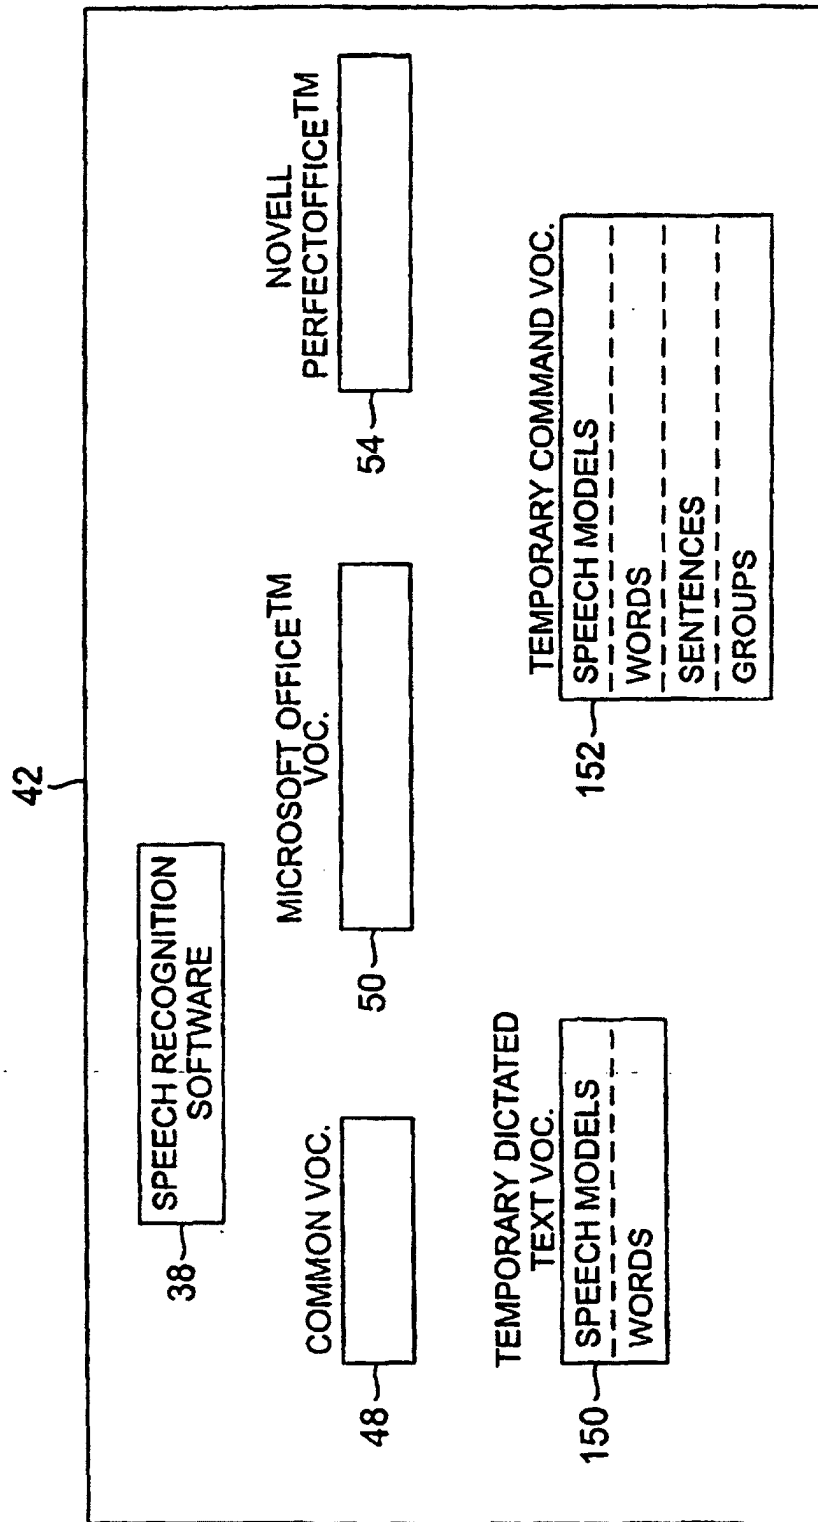 42
SPEECH RECOGNITION
SOFTWARE
38
COMMON VOC.
48
MICROSOFT OFFICE™
VOC.
50
NOVELL
PERFECTOFFICE™
54
TEMPORARY DICTATED
TEXT VOC.
SPEECH MODELS
WORDS
150
TEMPORARY COMMAND VOC.
SPEECH MODELS
WORDS
SENTENCES
GROUPS
152